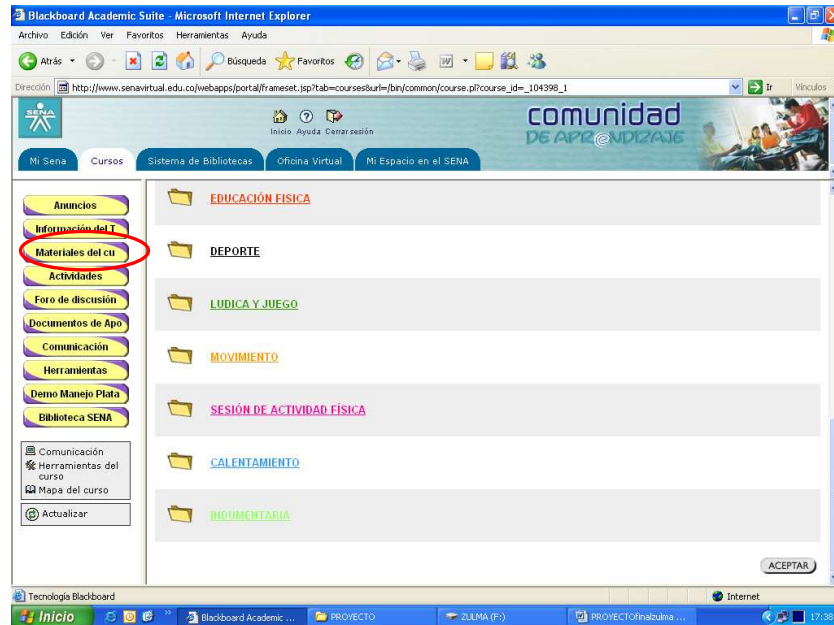 Blackboard Academic Suite - Microsoft Internet Explorer
Archivo Edición Ver Favoritos Herramientas Ayuda
Atrás Búsqueda Favoritos
Dirección http://www.senavirtual.edu.co/webapps/portal/frameset.jsp?tab=courses&url=/bin/common/course.pl?course_id=_104398_1 Ir Vínculos
SENA
Inicio Ayuda Cerrar sesión
comunidad
DE APR@NDIZAJE
Mi Sena Cursos Sistema de Bibliotecas Oficina Virtual Mi Espacio en el SENA
Anuncios
Información del T
Materiales del cu
Actividades
Foro de discusión
Documentos de Apo
Comunicación
Herramientas
Demo Manejo Plata
Biblioteca SENA
Comunicación
Herramientas del
curso
Mapa del curso
Actualizar
EDUCACIÓN FISICA
DEPORTE
LUDICA Y JUEGO
MOVIMIENTO
SESIÓN DE ACTIVIDAD FÍSICA
CALENTAMIENTO
INDUMENTARIA
ACEPTAR
Tecnología Blackboard Internet
Inicio Blackboard Academic ... PROYECTO ZULMA (F:) PROYECTOfinalzulma ... 17:38